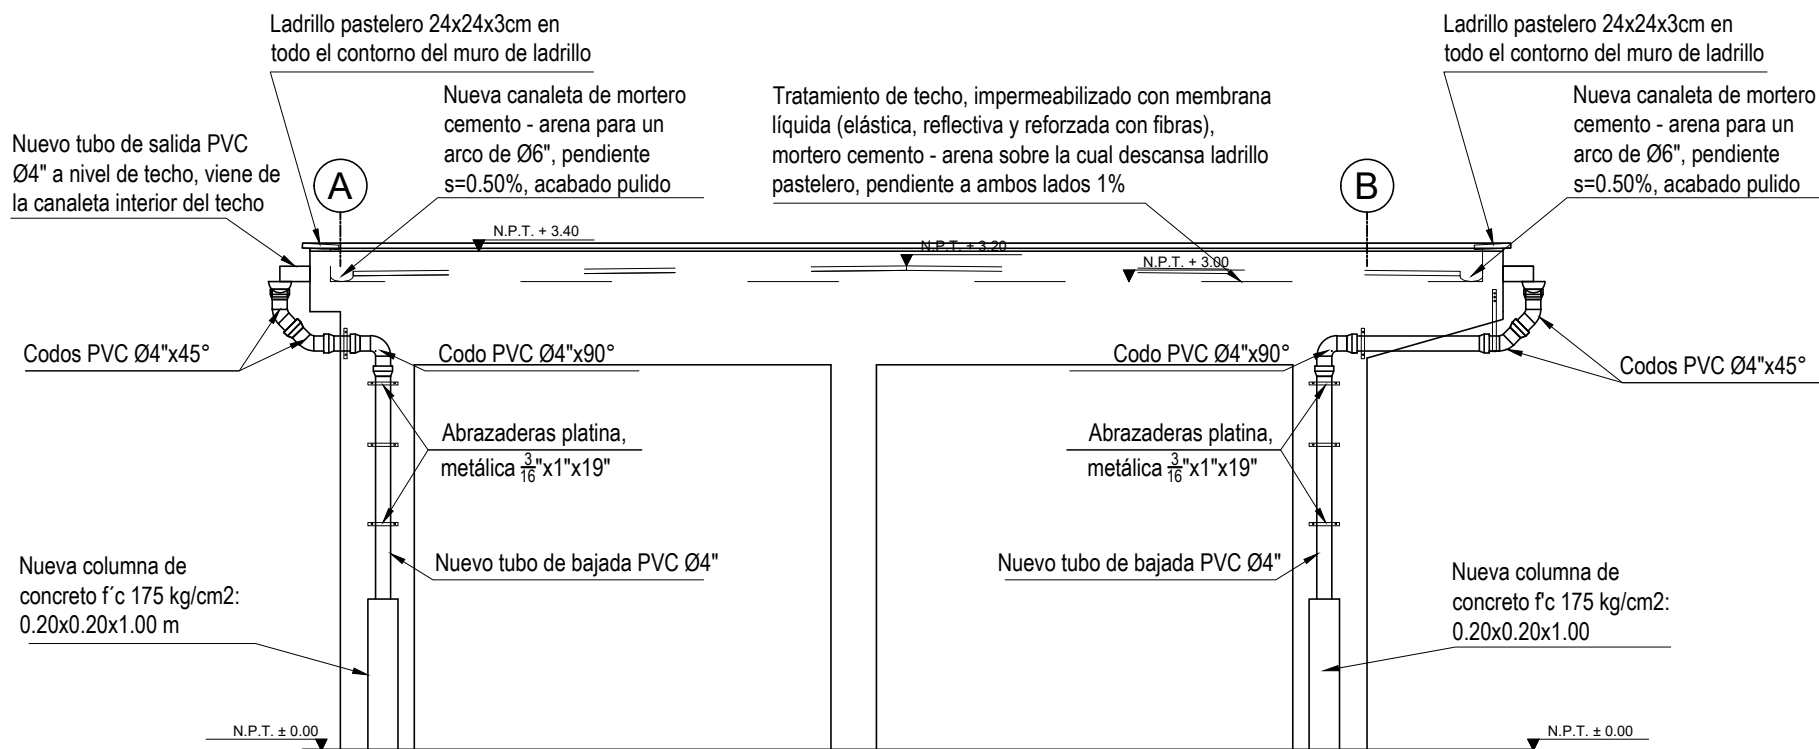 Ladrillo pastelero 24x24x3cm en
todo el contorno del muro de ladrillo
Ladrillo pastelero 24x24x3cm en
todo el contorno del muro de ladrillo
Nuevo tubo de salida PVC
Ø4" a nivel de techo, viene de
la canaleta interior del techo
Nueva canaleta de mortero
cemento - arena para un
arco de Ø6", pendiente
s=0.50%, acabado pulido
Tratamiento de techo, impermeabilizado con membrana
líquida (elástica, reflectiva y reforzada con fibras),
mortero cemento - arena sobre la cual descansa ladrillo
pastelero, pendiente a ambos lados 1%
Nueva canaleta de mortero
cemento - arena para un
arco de Ø6", pendiente
s=0.50%, acabado pulido
A
B
N.P.T. + 3.40
N.P.T. + 3.20
N.P.T. + 3.00
Codos PVC Ø4"x45°
Codo PVC Ø4"x90°
Codo PVC Ø4"x90°
Codos PVC Ø4"x45°
Abrazaderas platina,
metálica 3/16"x1"x19"
Abrazaderas platina,
metálica 3/16"x1"x19"
Nuevo tubo de bajada PVC Ø4"
Nuevo tubo de bajada PVC Ø4"
Nueva columna de
concreto f´c 175 kg/cm2:
0.20x0.20x1.00 m
Nueva columna de
concreto f'c 175 kg/cm2:
0.20x0.20x1.00
N.P.T. ± 0.00
N.P.T. ± 0.00